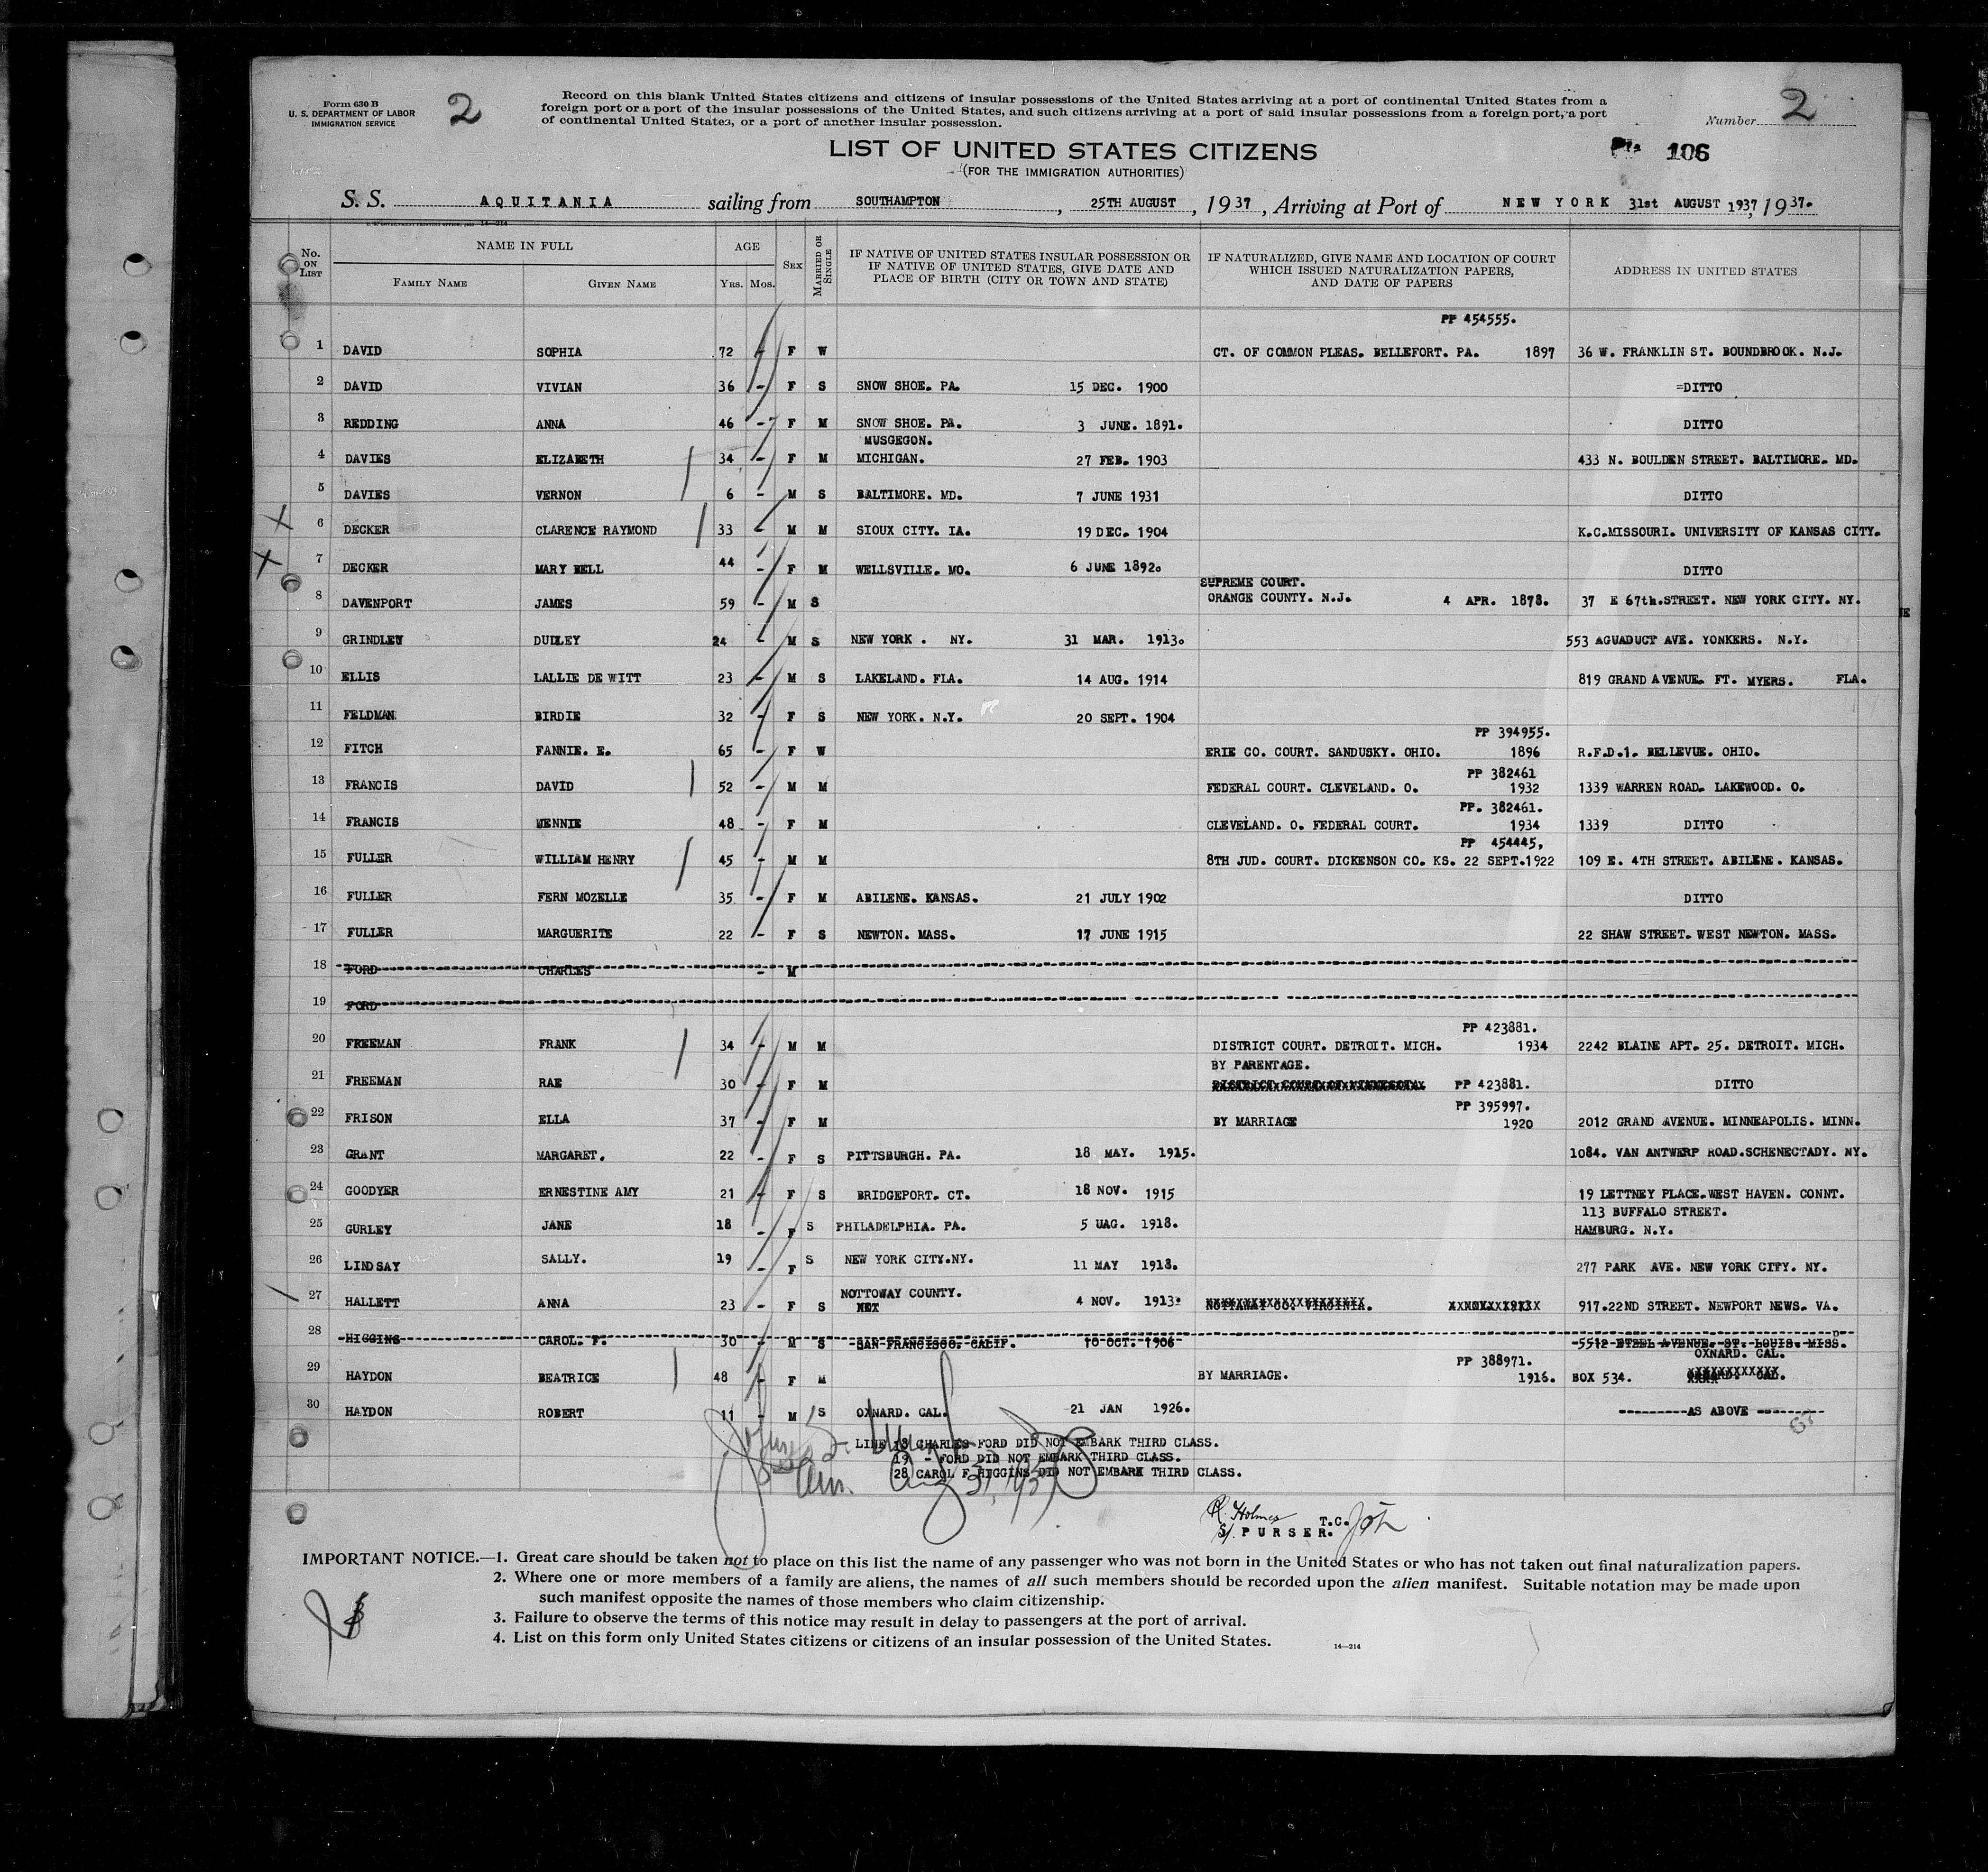 Form 630 B
U. S. DEPARTMENT OF LABOR
IMMIGRATION SERVICE
2
Record on this blank United States citizens and citizens of insular possessions of the United States arriving at a port of continental United States from a
foreign port or a port of the insular possessions of the United States, and such citizens arriving at a port of said insular possessions from a foreign port, a port
of continental United States, or a port of another insular possession.
Number 2
LIST OF UNITED STATES CITIZENS
(FOR THE IMMIGRATION AUTHORITIES)
106
S. S. AQUITANIA sailing from SOUTHAMPTON, 25TH AUGUST, 1937, Arriving at Port of NEW YORK 31st AUGUST 1937, 1937.
No. ON LIST NAME IN FULL FAMILY NAME GIVEN NAME AGE YRS. MOS. SEX MARRIED OR SINGLE IF NATIVE OF UNITED STATES INSULAR POSSESSION OR IF NATIVE OF UNITED STATES, GIVE DATE AND PLACE OF BIRTH (CITY OR TOWN AND STATE) IF NATURALIZED, GIVE NAME AND LOCATION OF COURT WHICH ISSUED NATURALIZATION PAPERS, AND DATE OF PAPERS ADDRESS IN UNITED STATES
PP 454555.
1 DAVID SOPHIA 72 - F W CT. OF COMMON PLEAS. BELLEFORT. PA. 1897 36 W. FRANKLIN ST. BOUNDBROOK. N.J.
2 DAVID VIVIAN 36 - F S SNOW SHOE. PA. 15 DEC. 1900 =DITTO
3 REDDING ANNA 46 - F M SNOW SHOE. PA. 3 JUNE. 1891. DITTO
MUSGEGON.
4 DAVIES ELIZABETH 34 - F M MICHIGAN. 27 FEB. 1903 433 N. BOULDEN STREET. BALTIMORE. MD.
5 DAVIES VERNON 6 - M S BALTIMORE. MD. 7 JUNE 1931 DITTO
6 DECKER CLARENCE RAYMOND 33 - M M SIOUX CITY. IA. 19 DEC. 1904 K.C.MISSOURI. UNIVERSITY OF KANSAS CITY.
7 DECKER MARY BELL 44 - F M WELLSVILLE. MO. 6 JUNE 1892. DITTO
SUPREME COURT.
8 DAVENPORT JAMES 59 - M S ORANGE COUNTY. N.J. 4 APR. 1878. 37 E 67th.STREET. NEW YORK CITY. NY.
9 GRINDLEY DUDLEY 24 - M S NEW YORK . NY. 31 MAR. 1913. 553 AGUADUCT AVE. YONKERS. N.Y.
10 ELLIS LALLIE DE WITT 23 - M S LAKELAND. FLA. 14 AUG. 1914 819 GRAND AVENUE. FT. MYERS. FLA.
11 FELDMAN BIRDIE 32 - F S NEW YORK. N.Y. 20 SEPT. 1904
PP 394955.
12 FITCH FANNIE. E. 65 - F W ERIE CO. COURT. SANDUSKY. OHIO. 1896 R.F.D.1. BELLEVUE. OHIO.
PP 382461
13 FRANCIS DAVID 52 - M M FEDERAL COURT. CLEVELAND. O. 1932 1339 WARREN ROAD. LAKEWOOD. O.
PP. 382461.
14 FRANCIS WENNIE 48 - F M CLEVELAND. O. FEDERAL COURT. 1934 1339 DITTO
PP 454445,
15 FULLER WILLIAM HENRY 45 - M M 8TH JUD. COURT. DICKENSON CO. KS. 22 SEPT.1922 109 E. 4TH STREET. ABILENE. KANSAS.
16 FULLER FERN MOZELLE 35 - F M ABILENE. KANSAS. 21 JULY 1902 DITTO
17 FULLER MARGUERITE 22 - F S NEWTON. MASS. 17 JUNE 1915 22 SHAW STREET. WEST NEWTON. MASS.
18 FORD CHARLES - M
19 FORD
PP 423881.
20 FREEMAN FRANK 34 - M M DISTRICT COURT. DETROIT. MICH. 1934 2242 BLAINE APT. 25. DETROIT. MICH.
BY PARENTAGE.
21 FREEMAN RAE 30 - F M DISTRICT COURT OF MINNESOTA PP 423881. DITTO
PP 395997.
22 FRISON ELLA 37 - F M BY MARRIAGE 1920 2012 GRAND AVENUE. MINNEAPOLIS. MINN.
23 GRANT MARGARET. 22 - F S PITTSBURGH. PA. 18 MAY. 1915. 1084. VAN ANTWERP ROAD.SCHENECTADY. NY.
24 GOODYER ERNESTINE AMY 21 - F S BRIDGEPORT. CT. 18 NOV. 1915 19 LETTNEY PLACE.WEST HAVEN. CONNT.
113 BUFFALO STREET.
25 GURLEY JANE 18 - F S PHILADELPHIA. PA. 5 UAG. 1918. HAMBURG. N.Y.
26 LINDSAY SALLY. 19 - F S NEW YORK CITY.NY. 11 MAY 1918. 277 PARK AVE. NEW YORK CITY. NY.
NOTTOWAY COUNTY.
27 HALLETT ANNA 23 - F S 4 NOV. 1913. NOTTAWAY CO. VIRGINIA. 917.22ND STREET. NEWPORT NEWS. VA.
28 HIGGINS CAROL. F. 30 - M S SAN FRANCISCO. CALIF. 10 OCT. 1906 5512 ETZEL AVENUE. ST. LOUIS. MISS.
PP 388971. OXNARD. CAL.
29 HAYDON BEATRICE 48 - F M BY MARRIAGE. 1916. BOX 534.
30 HAYDON ROBERT 11 - M S OXNARD. CAL. 21 JAN 1926. AS ABOVE
LINE 18 CHARLES FORD DID NOT EMBARK THIRD CLASS.
19 - FORD DID NOT EMBARK THIRD CLASS.
28 CAROL F HIGGINS DID NOT EMBARK THIRD CLASS.
Aug 31, 1937
R. Holmes T.C.
S/. PURSER.
IMPORTANT NOTICE.—1. Great care should be taken not to place on this list the name of any passenger who was not born in the United States or who has not taken out final naturalization papers.
2. Where one or more members of a family are aliens, the names of all such members should be recorded upon the alien manifest. Suitable notation may be made upon
such manifest opposite the names of those members who claim citizenship.
3. Failure to observe the terms of this notice may result in delay to passengers at the port of arrival.
4. List on this form only United States citizens or citizens of an insular possession of the United States.
14—214